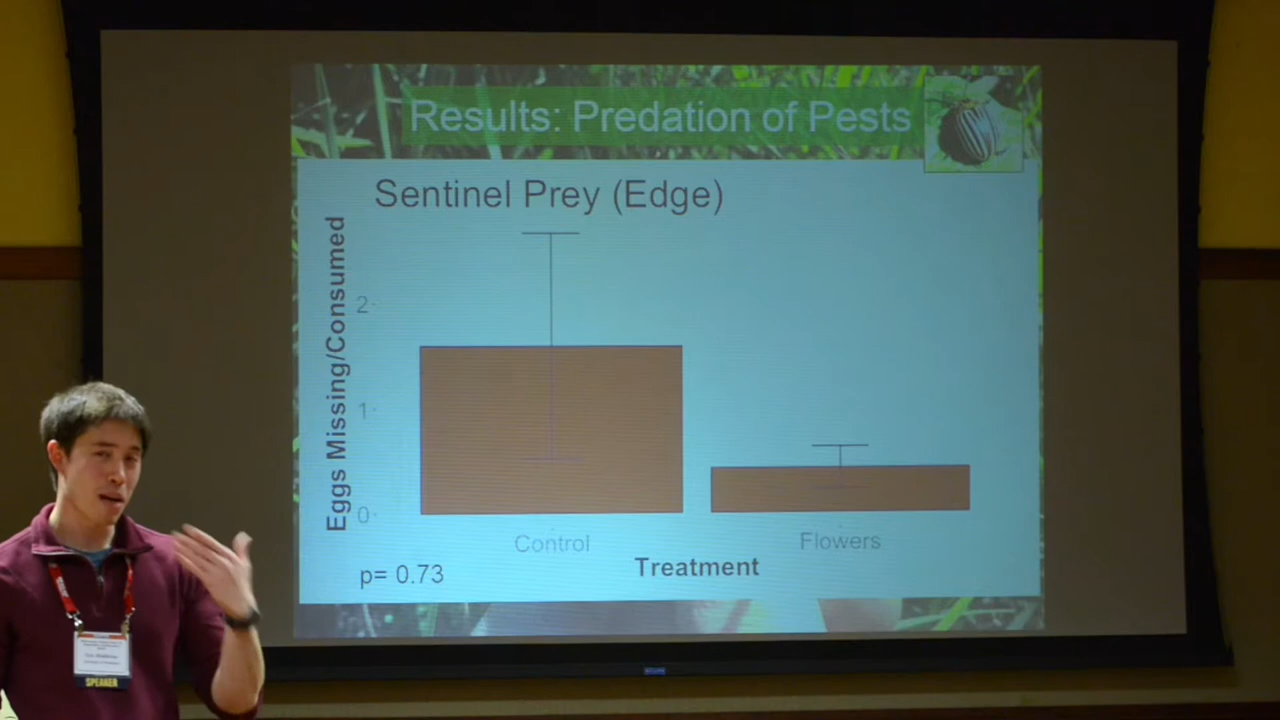 Results: Predation of Pests
Sentinel Prey (Edge)
Eggs Missing/Consumed
2
1
0
Control
Flowers
Treatment
p= 0.73
SPEAKER